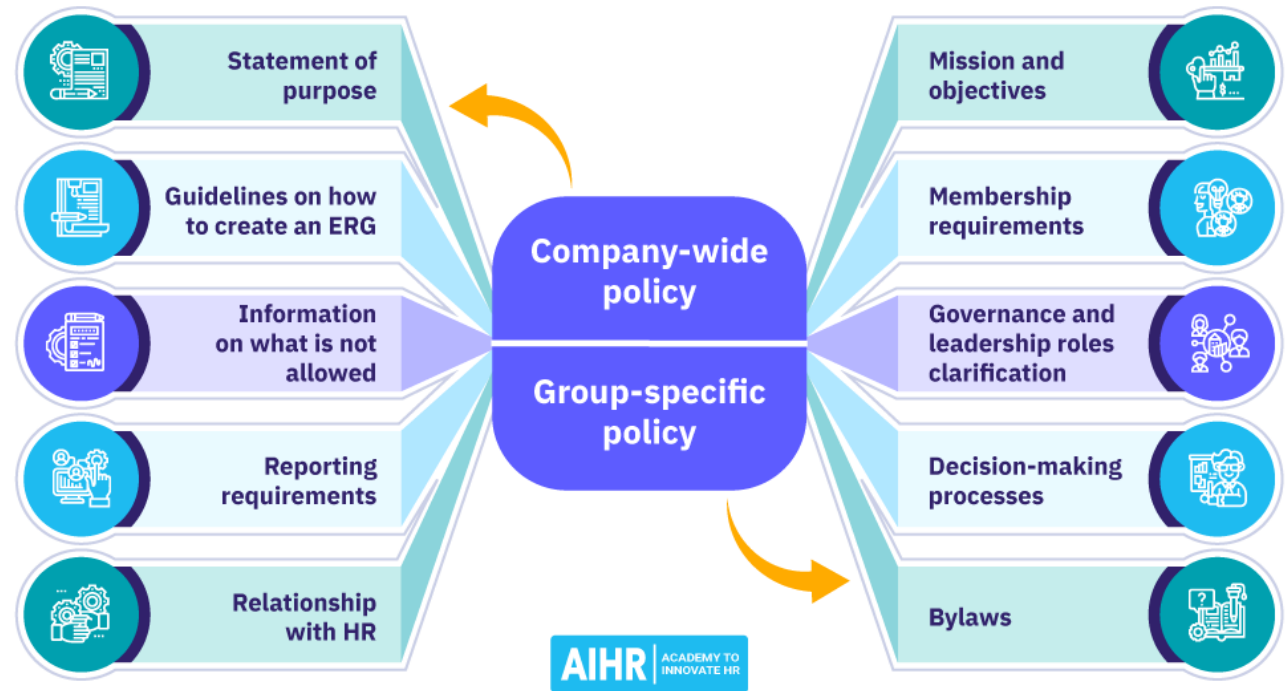 Statement of
purpose
Guidelines on how
to create an ERG
Information
on what is not
allowed
Reporting
requirements
Relationship
with HR
Company-wide
policy
Group-specific
policy
Mission and
objectives
Membership
requirements
Governance and
leadership roles
clarification
Decision-making
processes
Bylaws
AIHR
ACADEMY TO
INNOVATE HR